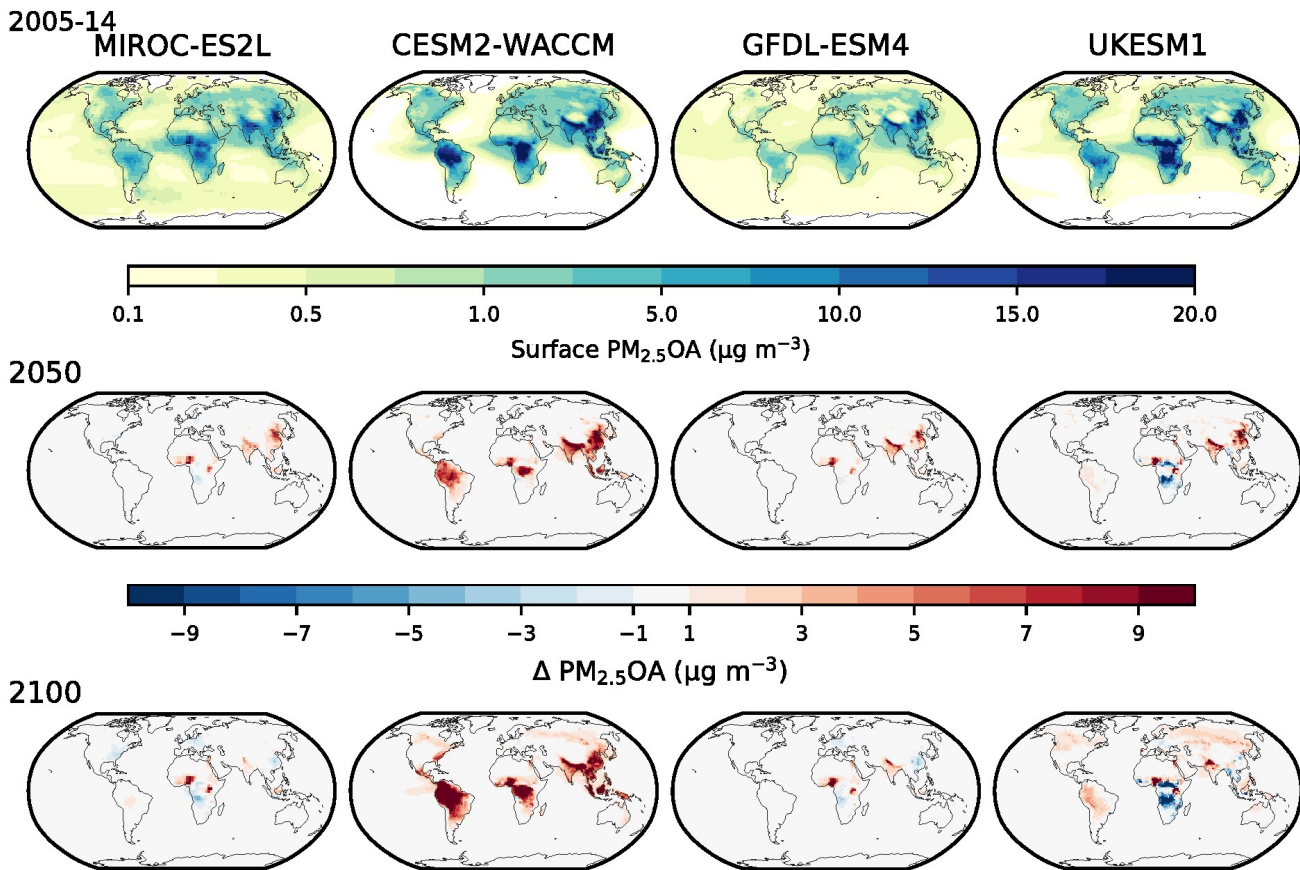 2005-14
MIROC-ES2L CESM2-WACCM GFDL-ESM4 UKESM1
0.1 0.5 1.0 5.0 10.0 15.0 20.0
Surface PM₂.₅OA (μg m⁻³)
2050
−9 −7 −5 −3 −1 1 3 5 7 9
Δ PM₂.₅OA (μg m⁻³)
2100